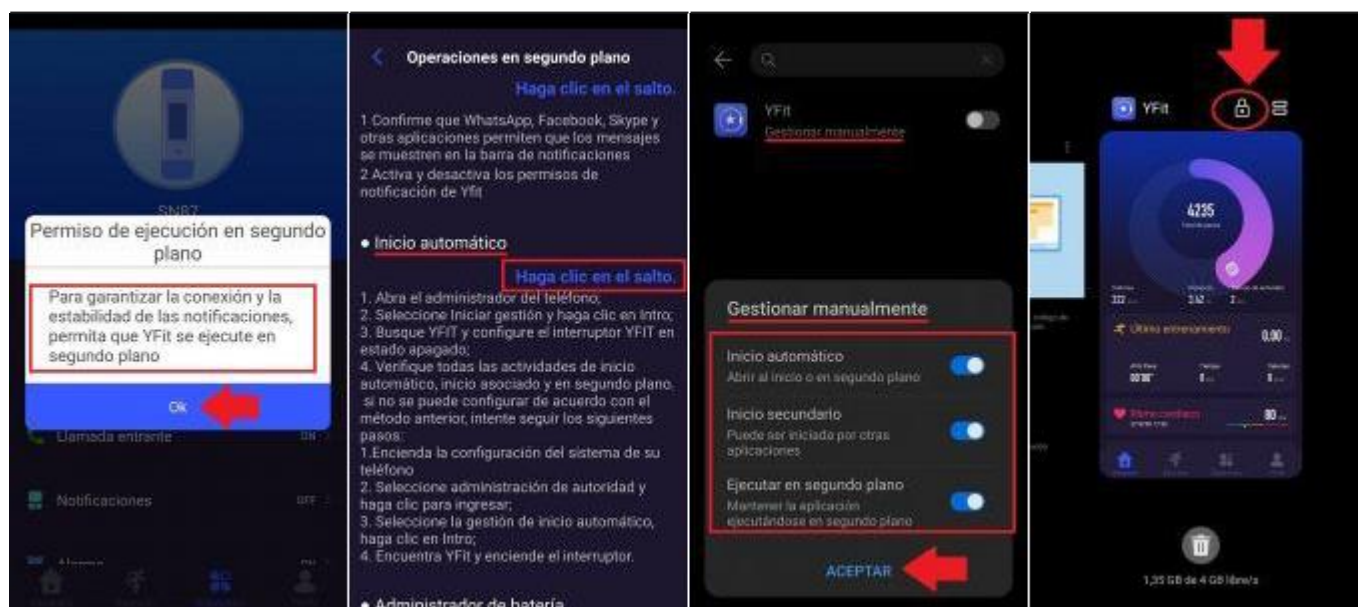 SN87
Permiso de ejecución en segundo
plano
Para garantizar la conexión y la
estabilidad de las notificaciones,
permita que YFit se ejecute en
segundo plano
Ok
Llamada entrante
Notificaciones
OFF
Operaciones en segundo plano
Haga clic en el salto.
1 Confirme que WhatsApp, Facebook, Skype y
otras aplicaciones permiten que los mensajes
se muestren en la barra de notificaciones
2 Activa y desactiva los permisos de
notificación de Yfit
• Inicio automático
Haga clic en el salto.
1. Abra el administrador del teléfono;
2. Seleccione Iniciar gestión y haga clic en Intro;
3. Busque YFIT y configure el interruptor YFIT en
estado apagado;
4. Verifique todas las actividades de inicio
automático, inicio asociado y en segundo plano.
si no se puede configurar de acuerdo con el
método anterior, intente seguir los siguientes
pasos:
1.Encienda la configuración del sistema de su
teléfono
2. Seleccione administración de autoridad y
haga clic para ingresar;
3. Seleccione la gestión de inicio automático,
haga clic en Intro;
4. Encuentra YFit y enciende el interruptor.
• Administrador de batería
YFit
Gestionar manualmente
Gestionar manualmente
Inicio automático
Abrir al inicio o en segundo plano
Inicio secundario
Puede ser iniciado por otras
aplicaciones
Ejecutar en segundo plano
Mantener la aplicación
ejecutándose en segundo plano
ACEPTAR
YFit
4235
Último entrenamiento
0.00
80
1,35 GB de 4 GB libre/s